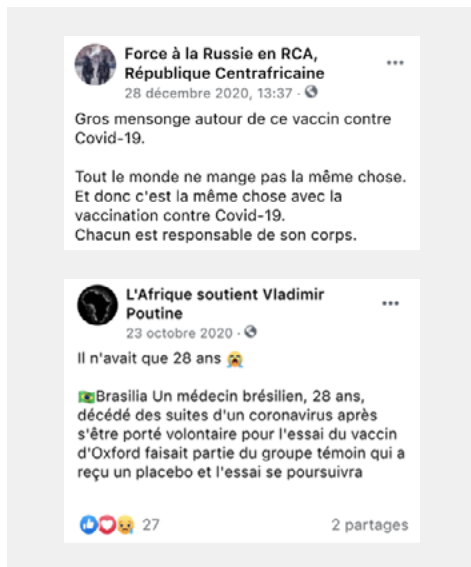 Force à la Russie en RCA,
République Centrafricaine
28 décembre 2020, 13:37 ·
Gros mensonge autour de ce vaccin contre
Covid-19.
Tout le monde ne mange pas la même chose.
Et donc c'est la même chose avec la
vaccination contre Covid-19.
Chacun est responsable de son corps.
L'Afrique soutient Vladimir
Poutine
23 octobre 2020 ·
Il n'avait que 28 ans 😭
🇧🇷Brasilia Un médecin brésilien, 28 ans,
décédé des suites d'un coronavirus après
s'être porté volontaire pour l'essai du vaccin
d'Oxford faisait partie du groupe témoin qui a
reçu un placebo et l'essai se poursuivra
27
2 partages